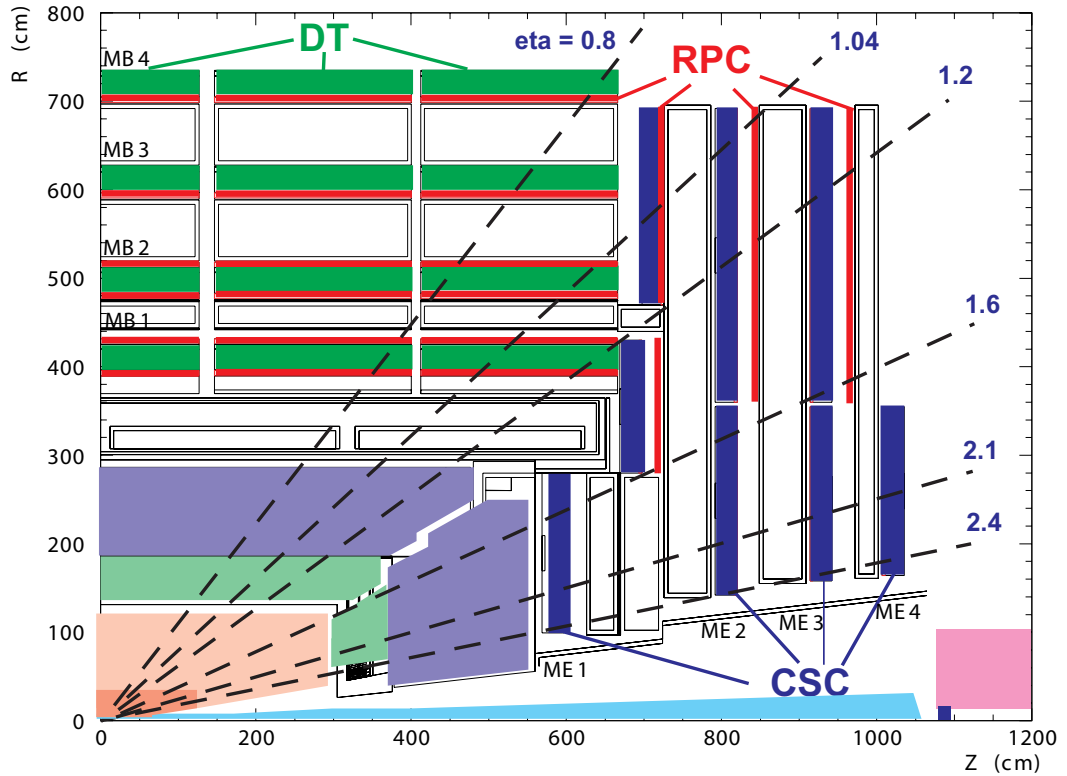 R (cm)
800
700
600
500
400
300
200
100
0
MB 4
DT
eta = 0.8
1.04
RPC
1.2
MB 3
MB 2
MB 1
1.6
2.1
2.4
ME 1
ME 2
ME 3
ME 4
CSC
0
200
400
600
800
1000
1200
Z (cm)